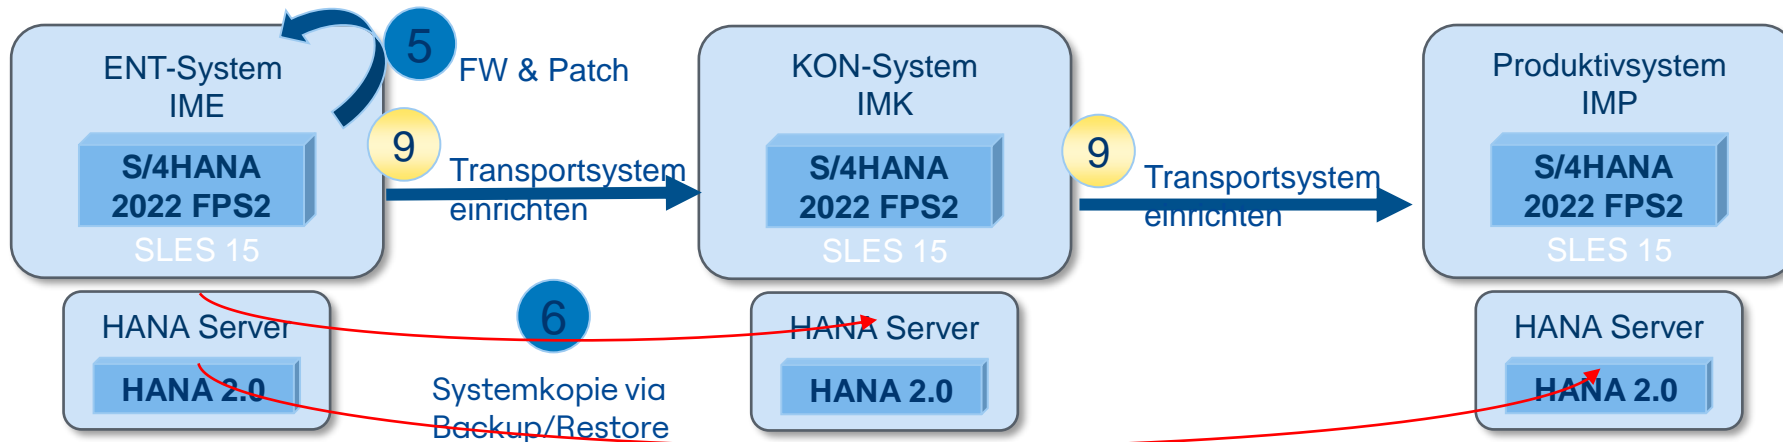 ENT-System
IME
S/4HANA
2022 FPS2
SLES 15
5
FW & Patch
9
Transportsystem
einrichten
KON-System
IMK
S/4HANA
2022 FPS2
SLES 15
9
Transportsystem
einrichten
Produktivsystem
IMP
S/4HANA
2022 FPS2
SLES 15
HANA Server
HANA 2.0
6
Systemkopie via
Backup/Restore
HANA Server
HANA 2.0
HANA Server
HANA 2.0